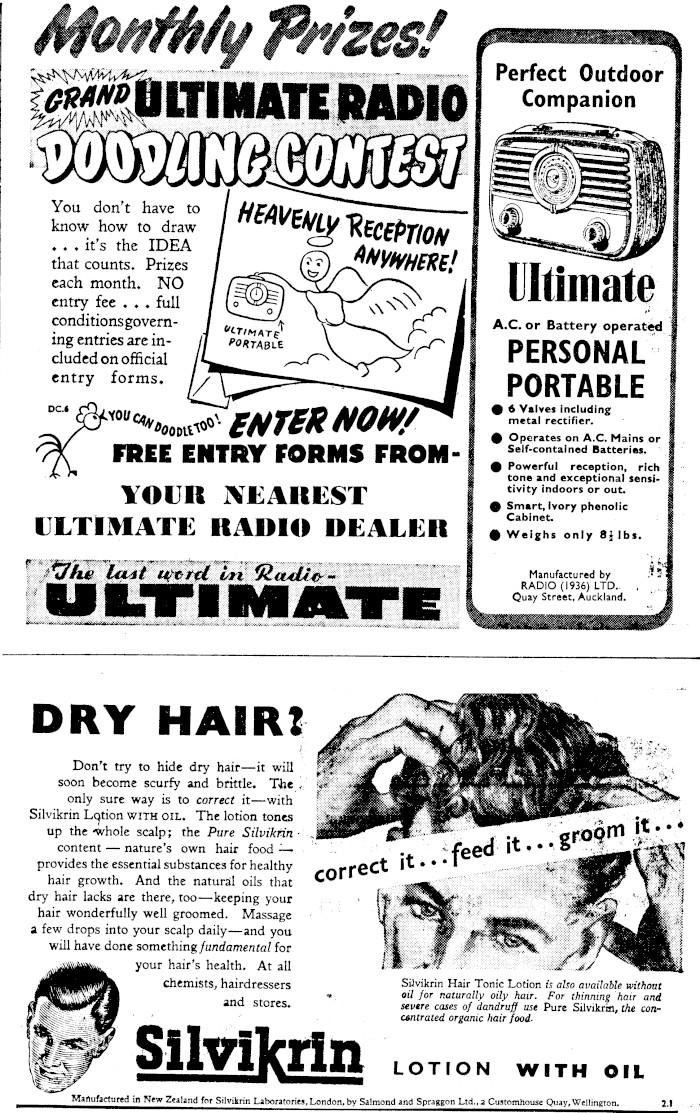 Monthly Prizes!
GRAND ULTIMATE RADIO
DOODLING CONTEST
You don't have to
know how to draw
. . . it's the IDEA
that counts. Prizes
each month. NO
entry fee . . . full
conditions govern-
ing entries are in-
cluded on official
entry forms.
HEAVENLY RECEPTION
ANYWHERE!
ULTIMATE
PORTABLE
DC.6
YOU CAN DOODLE TOO!
ENTER NOW!
FREE ENTRY FORMS FROM-
YOUR NEAREST
ULTIMATE RADIO DEALER
The last word in Radio-
ULTIMATE
Perfect Outdoor
Companion
Ultimate
A.C. or Battery operated
PERSONAL
PORTABLE
● 6 Valves including
metal rectifier.
● Operates on A.C. Mains or
Self-contained Batteries.
● Powerful reception, rich
tone and exceptional sensi-
tivity indoors or out.
● Smart, Ivory phenolic
Cabinet.
● Weighs only 8½ lbs.
Manufactured by
RADIO (1936) LTD.
Quay Street, Auckland.
DRY HAIR?
Don't try to hide dry hair—it will
soon become scurfy and brittle. The
only sure way is to correct it—with
Silvikrin Lotion WITH OIL. The lotion tones
up the whole scalp; the Pure Silvikrin
content — nature's own hair food —
provides the essential substances for healthy
hair growth. And the natural oils that
dry hair lacks are there, too—keeping your
hair wonderfully well groomed. Massage
a few drops into your scalp daily—and you
will have done something fundamental for
your hair's health. At all
chemists, hairdressers
and stores.
correct it...feed it...groom it...
Silvikrin Hair Tonic Lotion is also available without
oil for naturally oily hair. For thinning hair and
severe cases of dandruff use Pure Silvikrin, the con-
centrated organic hair food.
Silvikrin LOTION WITH OIL
Manufactured in New Zealand for Silvikrin Laboratories, London, by Salmond and Spraggon Ltd., 2 Customhouse Quay, Wellington. 2.1